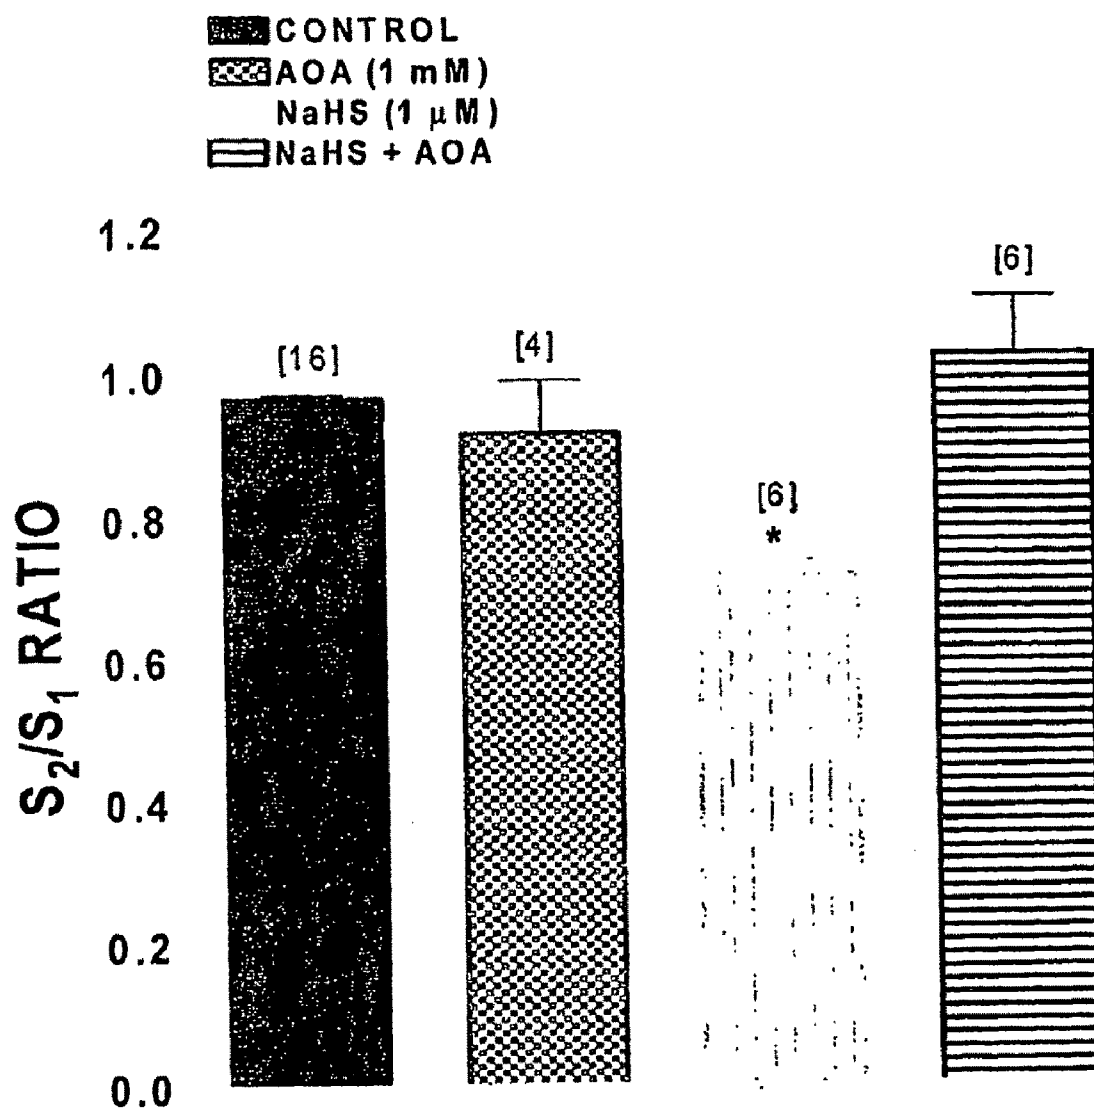 CONTROL
AOA (1 mM)
NaHS (1 μM)
NaHS + AOA
1.2
1.0
0.8
0.6
0.4
0.2
0.0
S₂/S₁ RATIO
[16]
[4]
[6]
*
[6]